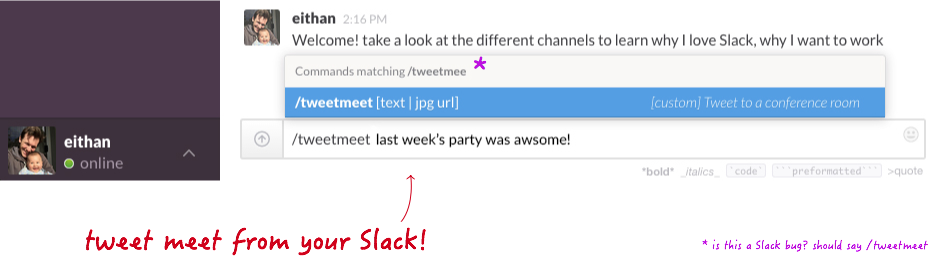 eithan 2:16 PM
Welcome! take a look at the different channels to learn why I love Slack, why I want to work
Commands matching /tweetmee *
/tweetmeet [text | jpg url] [custom] Tweet to a conference room
/tweetmeet last week's party was awsome!
eithan
online
*bold* _italics_ `code` ```preformatted``` >quote
tweet meet from your Slack!
* is this a Slack bug? should say /tweetmeet